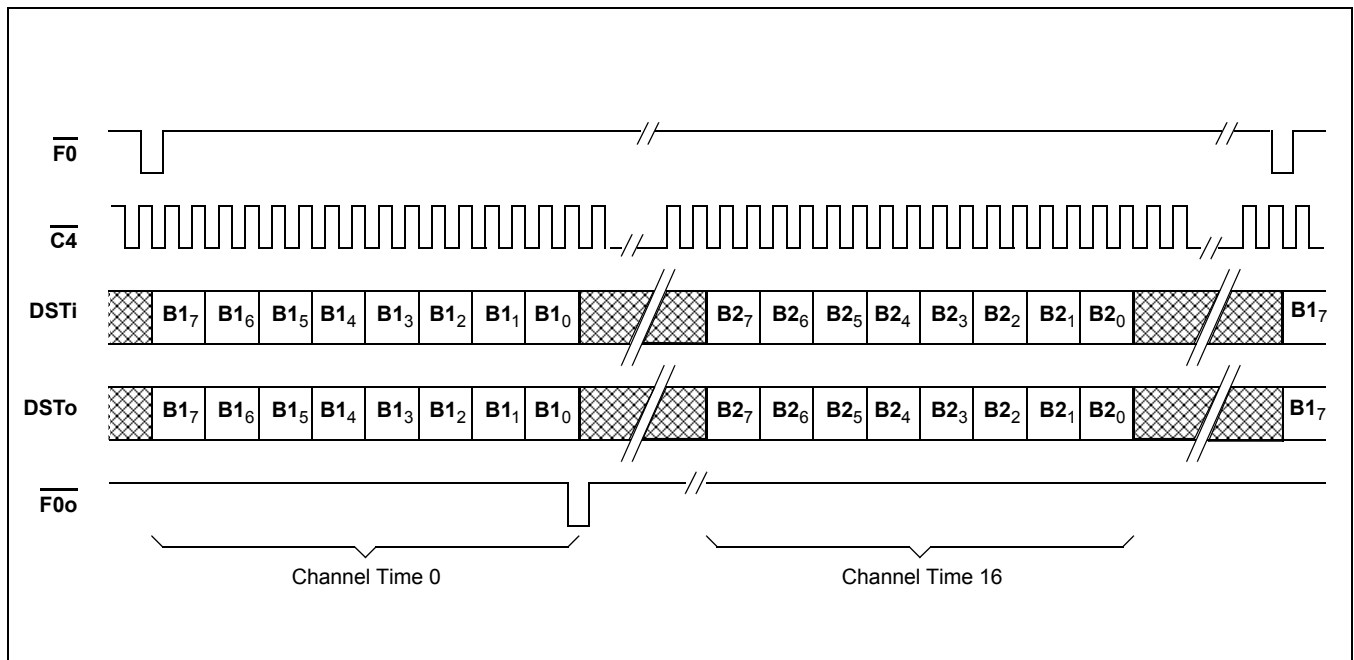 F0
C4
DSTi B1₇ B1₆ B1₅ B1₄ B1₃ B1₂ B1₁ B1₀ B2₇ B2₆ B2₅ B2₄ B2₃ B2₂ B2₁ B2₀ B1₇
DSTo B1₇ B1₆ B1₅ B1₄ B1₃ B1₂ B1₁ B1₀ B2₇ B2₆ B2₅ B2₄ B2₃ B2₂ B2₁ B2₀ B1₇
F0o
Channel Time 0 Channel Time 16